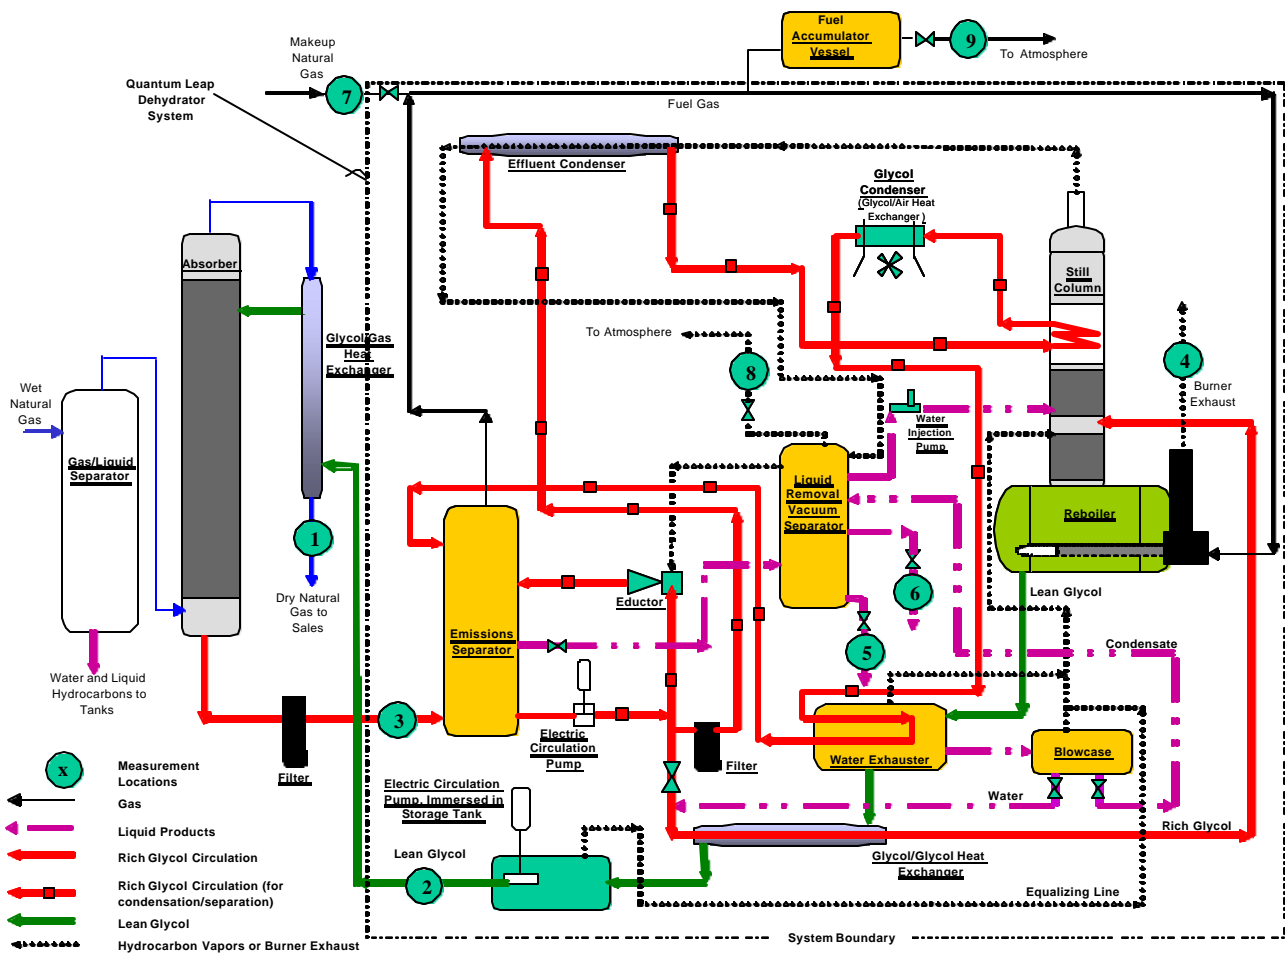 Fuel
Accumulator
Vessel
9
To Atmosphere
Makeup
Natural
Gas
7
Quantum Leap
Dehydrator
System
Fuel Gas
Effluent Condenser
Glycol
Condenser
(Glycol/Air Heat
Exchanger)
Absorber
Still
Column
To Atmosphere
8
Glycol/Gas
Heat
Exchanger
4
Burner
Exhaust
Wet
Natural
Gas
Gas/Liquid
Separator
Water
Injection
Pump
Liquid
Removal
Vacuum
Separator
Reboiler
1
Dry Natural
Gas to
Sales
Eductor
6
Lean Glycol
Emissions
Separator
5
Condensate
Water and Liquid
Hydrocarbons to
Tanks
3
Electric
Circulation
Pump
Filter
Filter
Water Exhauster
Blowcase
Water
x
Measurement
Locations
Gas
Liquid Products
Rich Glycol Circulation
Rich Glycol Circulation (for
condensation/separation)
Lean Glycol
Hydrocarbon Vapors or Burner Exhaust
Electric Circulation
Pump, Immersed in
Storage Tank
Lean Glycol
2
Rich Glycol
Glycol/Glycol Heat
Exchanger
Equalizing Line
System Boundary